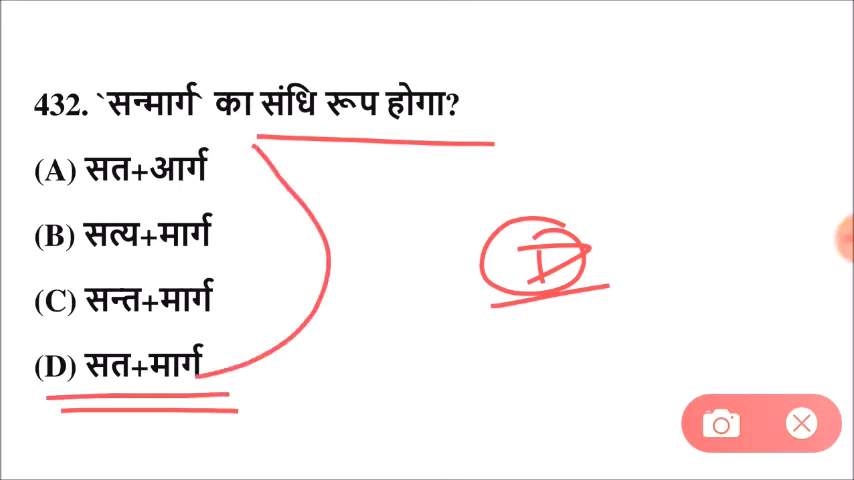 432. `सन्मार्ग` का संधि रूप होगा?
(A) सत+आर्ग
(B) सत्य+मार्ग
(C) सन्त+मार्ग
(D) सत+मार्ग
D